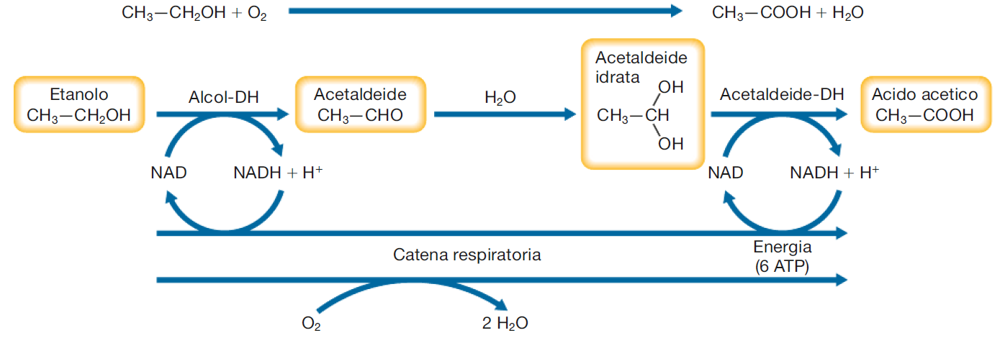 CH₃—CH₂OH + O₂ CH₃—COOH + H₂O
Acetaldeide
idrata
Etanolo
CH₃—CH₂OH
Alcol-DH
Acetaldeide
CH₃—CHO
H₂O
OH
CH₃—CH
OH
Acetaldeide-DH
Acido acetico
CH₃—COOH
NAD NADH + H⁺ NAD NADH + H⁺
Catena respiratoria
Energia
(6 ATP)
O₂ 2 H₂O